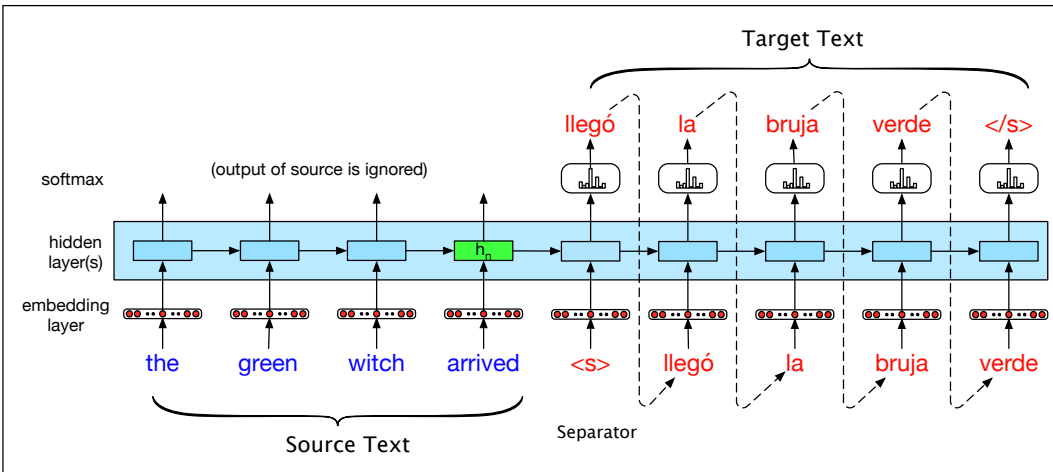 Target Text
llegó la bruja verde </s>
softmax
(output of source is ignored)
hidden
layer(s)
hn
embedding
layer
the green witch arrived <s> llegó la bruja verde
Separator
Source Text